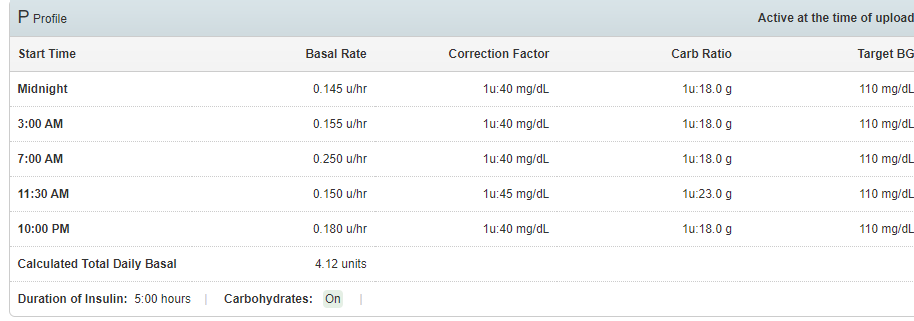 P Profile Active at the time of upload
Start Time Basal Rate Correction Factor Carb Ratio Target BG
Midnight 0.145 u/hr 1u:40 mg/dL 1u:18.0 g 110 mg/dL
3:00 AM 0.155 u/hr 1u:40 mg/dL 1u:18.0 g 110 mg/dL
7:00 AM 0.250 u/hr 1u:40 mg/dL 1u:18.0 g 110 mg/dL
11:30 AM 0.150 u/hr 1u:45 mg/dL 1u:23.0 g 110 mg/dL
10:00 PM 0.180 u/hr 1u:40 mg/dL 1u:18.0 g 110 mg/dL
Calculated Total Daily Basal 4.12 units
Duration of Insulin: 5:00 hours | Carbohydrates: On |